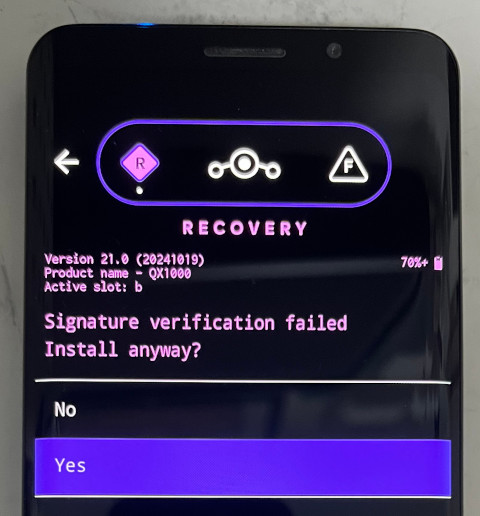 R
F
RECOVERY
Version 21.0 (20241019)
70%+
Product name - QX1000
Active slot: b
Signature verification failed
Install anyway?
No
Yes